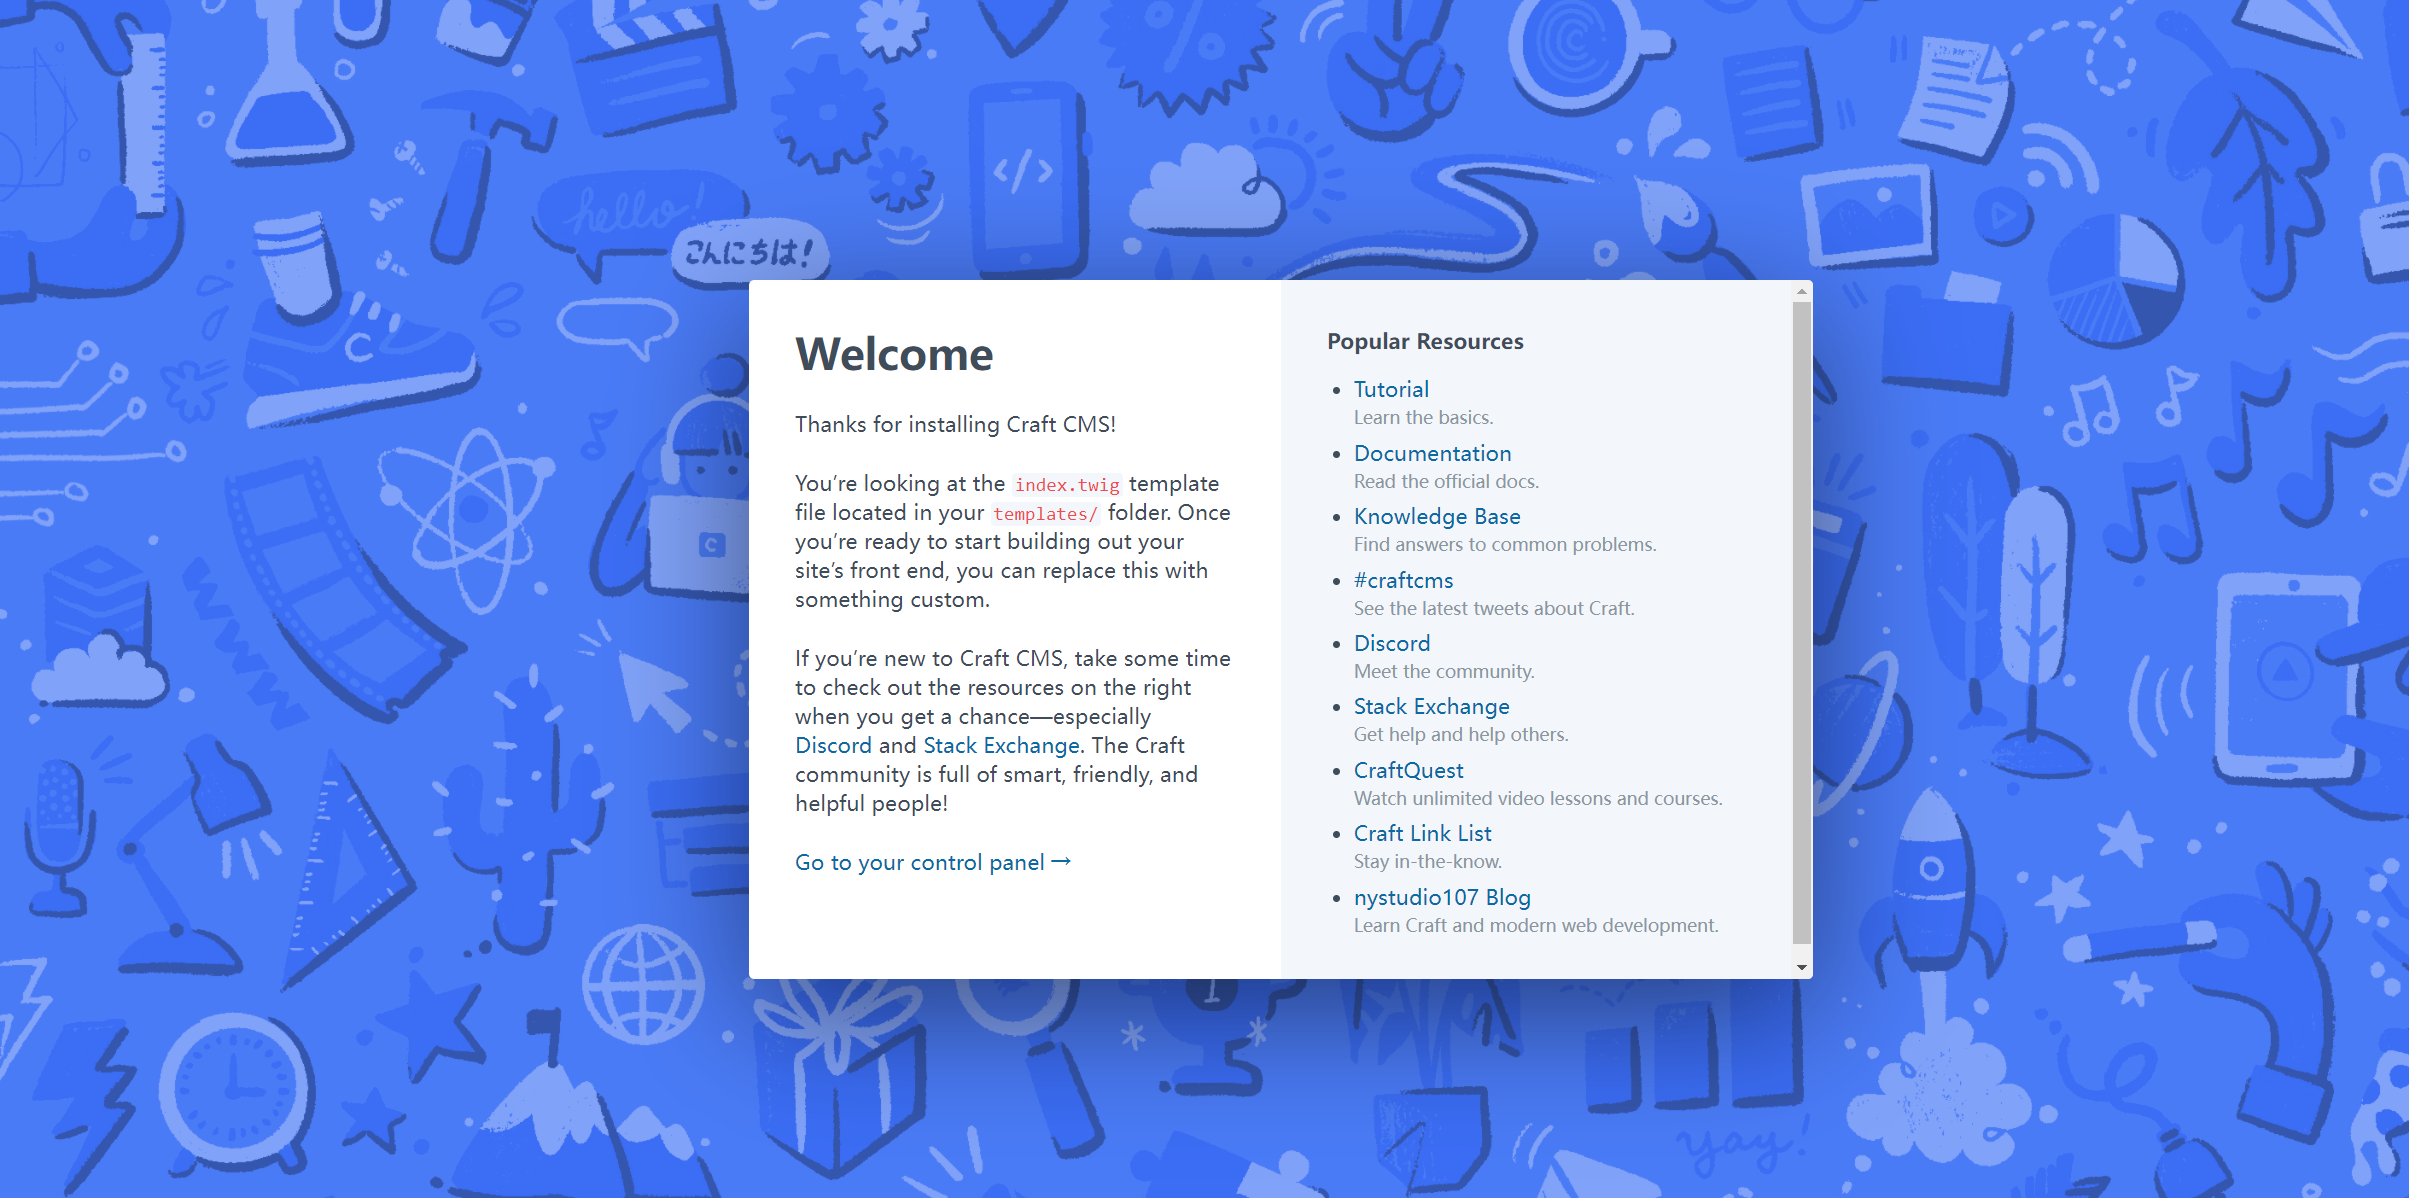 hello!
こんにちは!
</>
C
C
Welcome
Thanks for installing Craft CMS!
You’re looking at the index.twig template
file located in your templates/ folder. Once
you’re ready to start building out your
site’s front end, you can replace this with
something custom.
If you’re new to Craft CMS, take some time
to check out the resources on the right
when you get a chance—especially
Discord and Stack Exchange. The Craft
community is full of smart, friendly, and
helpful people!
Go to your control panel →
Popular Resources
• Tutorial
Learn the basics.
• Documentation
Read the official docs.
• Knowledge Base
Find answers to common problems.
• #craftcms
See the latest tweets about Craft.
• Discord
Meet the community.
• Stack Exchange
Get help and help others.
• CraftQuest
Watch unlimited video lessons and courses.
• Craft Link List
Stay in-the-know.
• nystudio107 Blog
Learn Craft and modern web development.
1
yay!